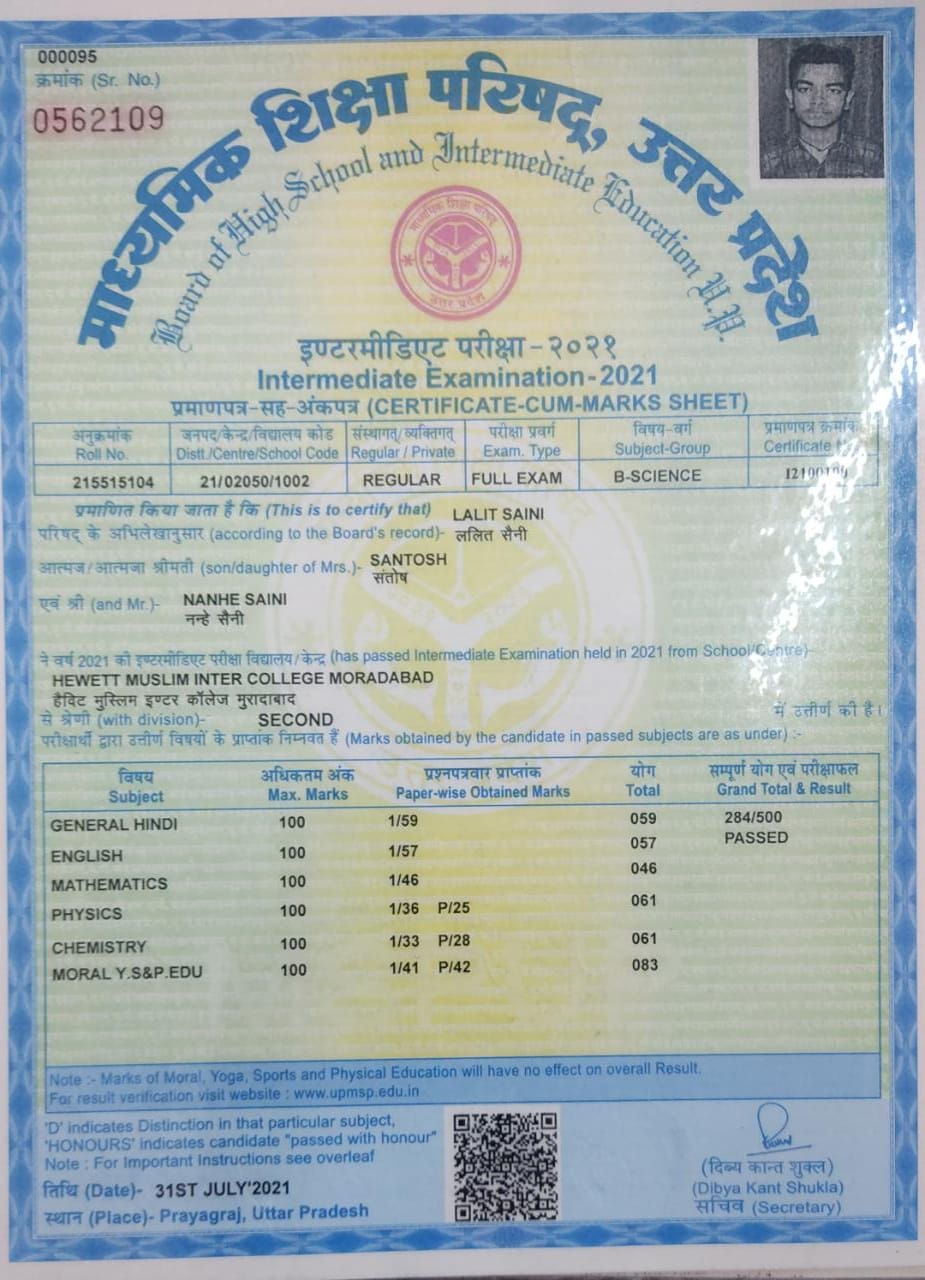 000095
क्रमांक (Sr. No.)
0562109
माध्यमिक शिक्षा परिषद्, उत्तर प्रदेश
Board of High School and Intermediate Education U.P.
माध्यमिक शिक्षा परिषद्
उत्तर प्रदेश
इण्टरमीडिएट परीक्षा-२०२१
Intermediate Examination-2021
प्रमाणपत्र-सह-अंकपत्र (CERTIFICATE-CUM-MARKS SHEET)
अनुक्रमांक जनपद/केन्द्र/विद्यालय कोड संस्थागत्/व्यक्तिगत् परीक्षा प्रवर्ग विषय-वर्ग प्रमाणपत्र क्रमांक
Roll No. Distt./Centre/School Code Regular / Private Exam. Type Subject-Group Certificate
215515104 21/02050/1002 REGULAR FULL EXAM B-SCIENCE
प्रमाणित किया जाता है कि (This is to certify that) LALIT SAINI
परिषद् के अभिलेखानुसार (according to the Board's record)- ललित सैनी
आत्मज/आत्मजा श्रीमती (son/daughter of Mrs.)- SANTOSH
संतोष
एवं श्री (and Mr.)- NANHE SAINI
नन्हे सैनी
ने वर्ष 2021 की इण्टरमीडिएट परीक्षा विद्यालय/केन्द्र (has passed Intermediate Examination held in 2021 from School/Centre)-
HEWETT MUSLIM INTER COLLEGE MORADABAD
हैविट मुस्लिम इण्टर कॉलेज मुरादाबाद
से श्रेणी (with division)- SECOND में उत्तीर्ण की है।
परीक्षार्थी द्वारा उत्तीर्ण विषयों के प्राप्तांक निम्नवत हैं (Marks obtained by the candidate in passed subjects are as under) :-
विषय अधिकतम अंक प्रश्नपत्रवार प्राप्तांक योग सम्पूर्ण योग एवं परीक्षाफल
Subject Max. Marks Paper-wise Obtained Marks Total Grand Total & Result
GENERAL HINDI 100 1/59 059 284/500
PASSED
ENGLISH 100 1/57 057
MATHEMATICS 100 1/46 046
PHYSICS 100 1/36 P/25 061
CHEMISTRY 100 1/33 P/28 061
MORAL Y.S&P.EDU 100 1/41 P/42 083
Note :- Marks of Moral, Yoga, Sports and Physical Education will have no effect on overall Result.
For result verification visit website : www.upmsp.edu.in
'D' indicates Distinction in that particular subject,
'HONOURS' indicates candidate "passed with honour"
Note : For Important Instructions see overleaf
तिथि (Date)- 31ST JULY'2021
स्थान (Place)- Prayagraj, Uttar Pradesh
(दिब्य कान्त शुक्ल)
(Dibya Kant Shukla)
सचिव (Secretary)